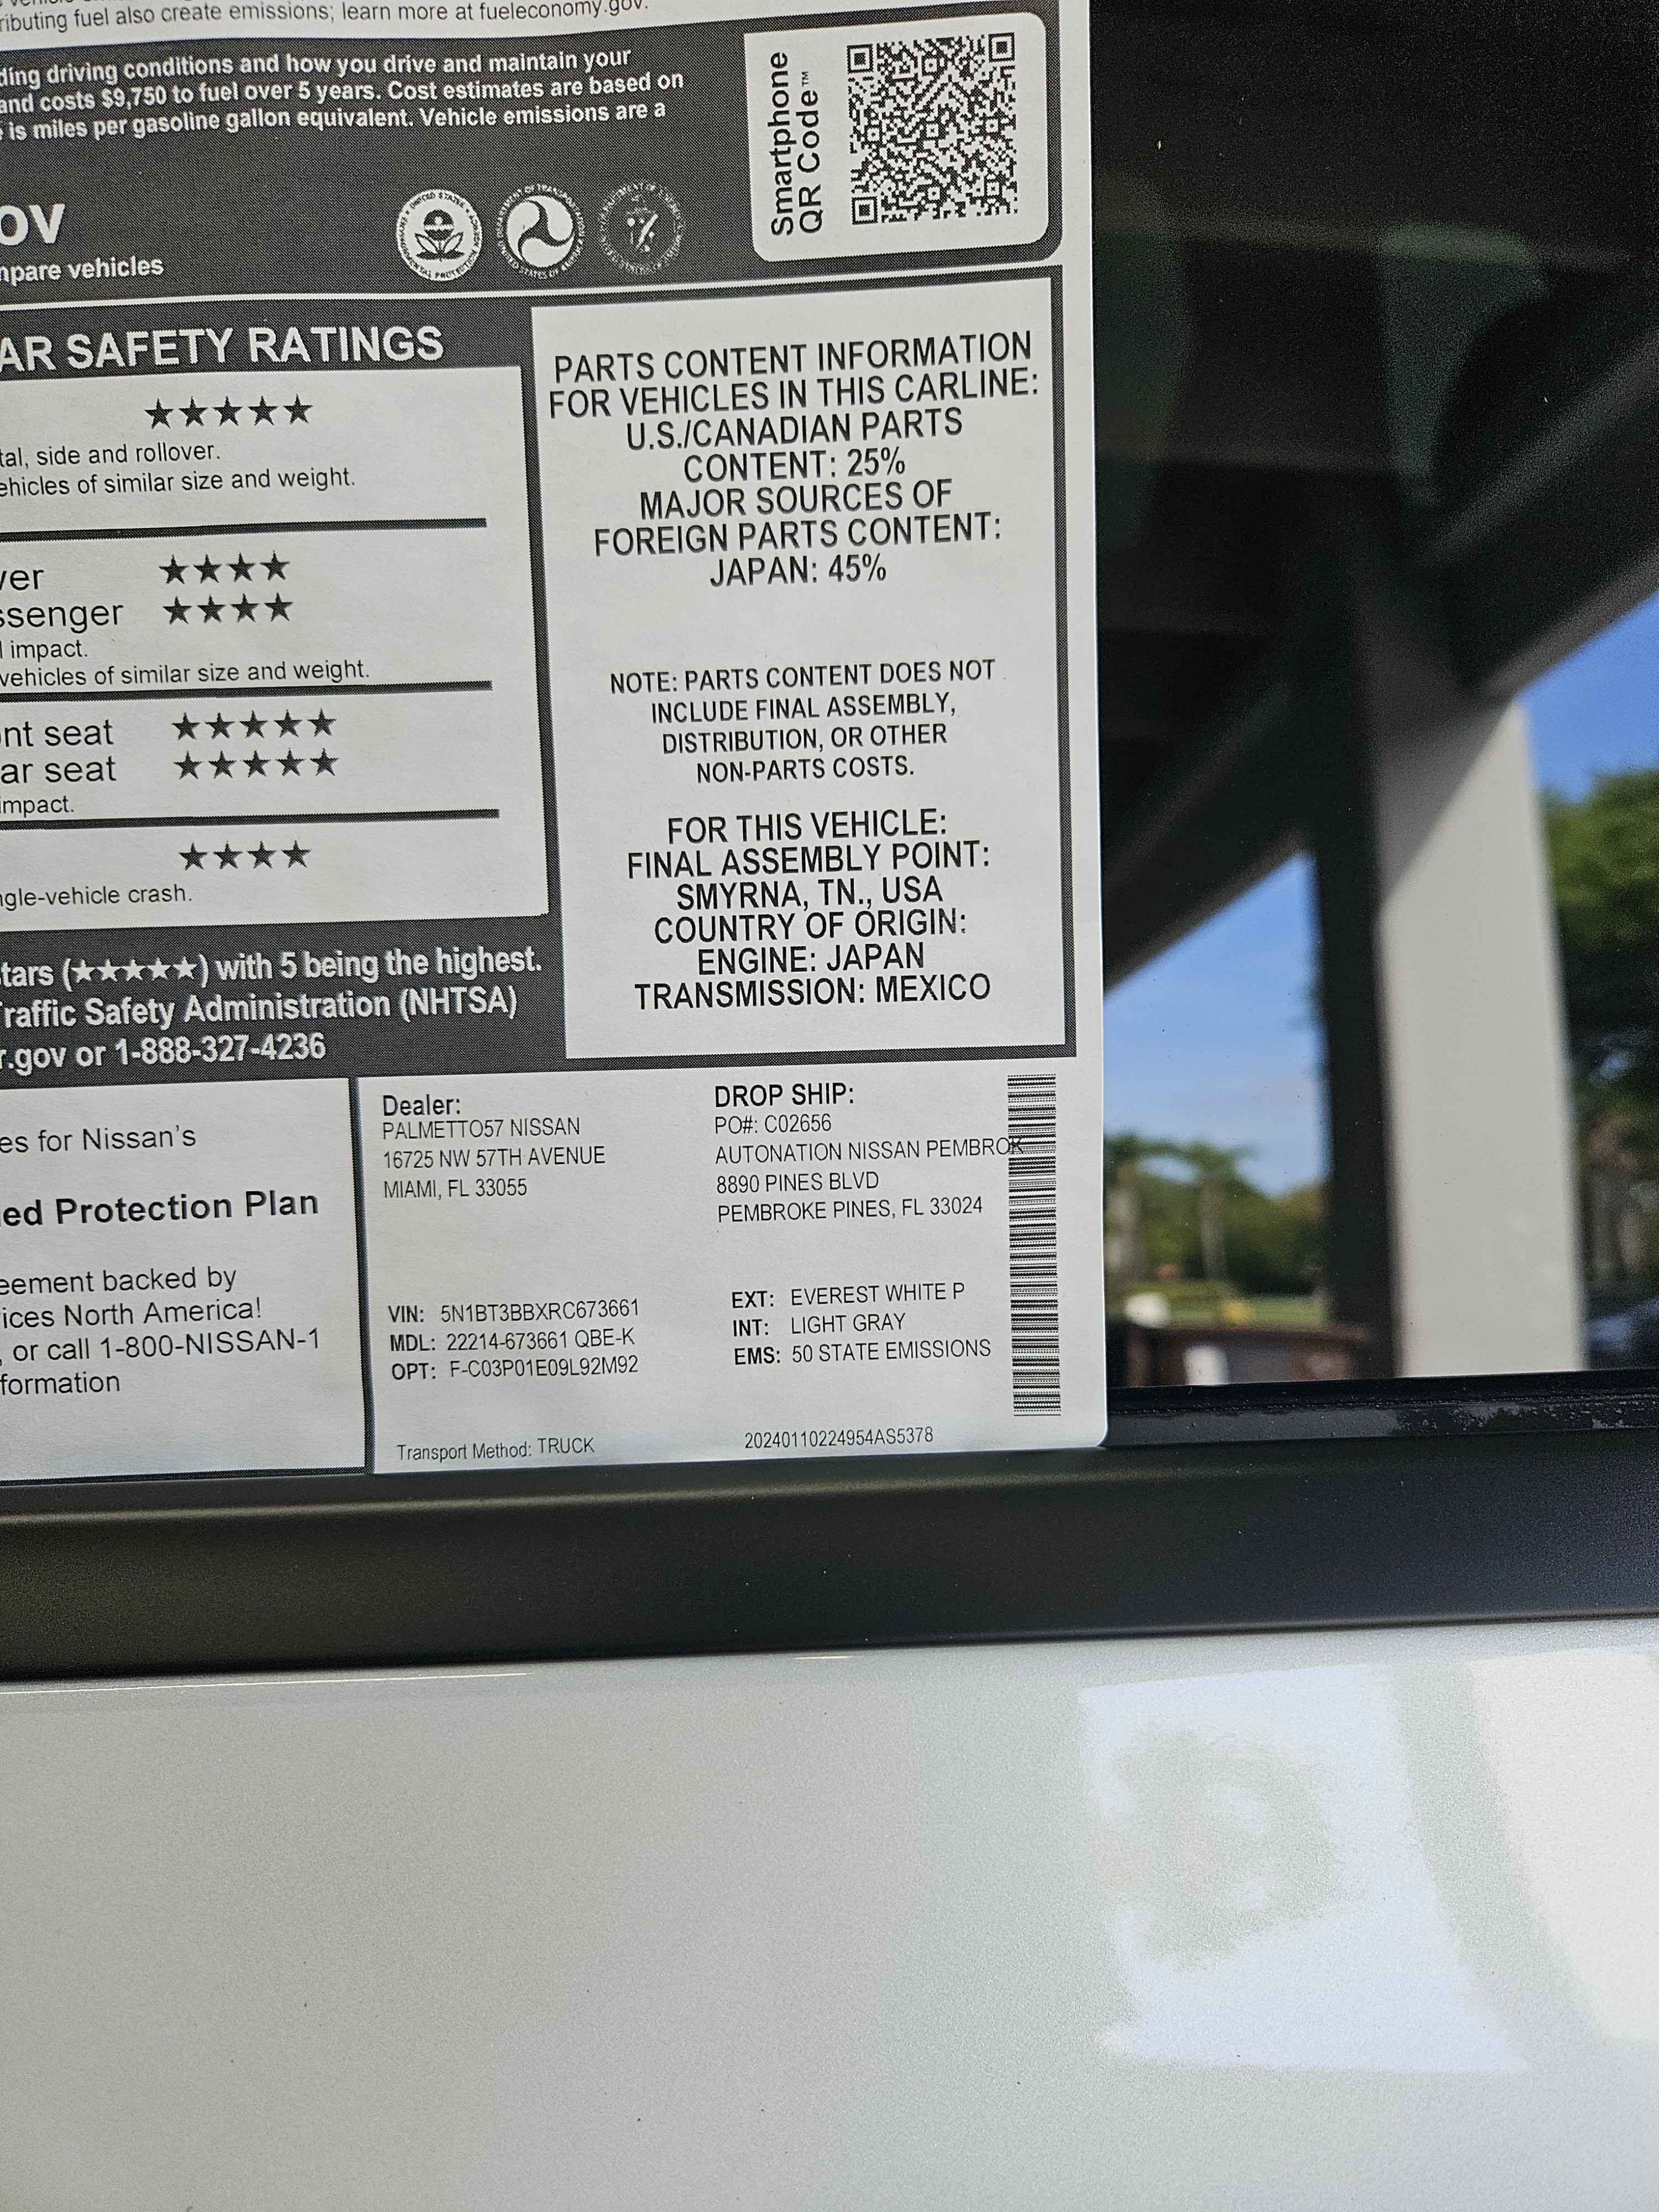 ributing fuel also create emissions; learn more at fueleconomy.gov.
ding driving conditions and how you drive and maintain your
and costs $9,750 to fuel over 5 years. Cost estimates are based on
is miles per gasoline gallon equivalent. Vehicle emissions are a
Smartphone
QR Code™
ov
mpare vehicles
AR SAFETY RATINGS
★★★★★
tal, side and rollover.
ehicles of similar size and weight.
ver ★★★★
ssenger ★★★★
l impact.
vehicles of similar size and weight.
nt seat ★★★★★
ar seat ★★★★★
impact.
★★★★
ngle-vehicle crash.
tars (★★★★★) with 5 being the highest.
raffic Safety Administration (NHTSA)
r.gov or 1-888-327-4236
PARTS CONTENT INFORMATION
FOR VEHICLES IN THIS CARLINE:
U.S./CANADIAN PARTS
CONTENT: 25%
MAJOR SOURCES OF
FOREIGN PARTS CONTENT:
JAPAN: 45%
NOTE: PARTS CONTENT DOES NOT
INCLUDE FINAL ASSEMBLY,
DISTRIBUTION, OR OTHER
NON-PARTS COSTS.
FOR THIS VEHICLE:
FINAL ASSEMBLY POINT:
SMYRNA, TN., USA
COUNTRY OF ORIGIN:
ENGINE: JAPAN
TRANSMISSION: MEXICO
es for Nissan's
ed Protection Plan
eement backed by
ices North America!
, or call 1-800-NISSAN-1
formation
Dealer:
PALMETTO57 NISSAN
16725 NW 57TH AVENUE
MIAMI, FL 33055
DROP SHIP:
PO#: C02656
AUTONATION NISSAN PEMBROK
8890 PINES BLVD
PEMBROKE PINES, FL 33024
VIN: 5N1BT3BBXRC673661
MDL: 22214-673661 QBE-K
OPT: F-C03P01E09L92M92
EXT: EVEREST WHITE P
INT: LIGHT GRAY
EMS: 50 STATE EMISSIONS
Transport Method: TRUCK
20240110224954AS5378